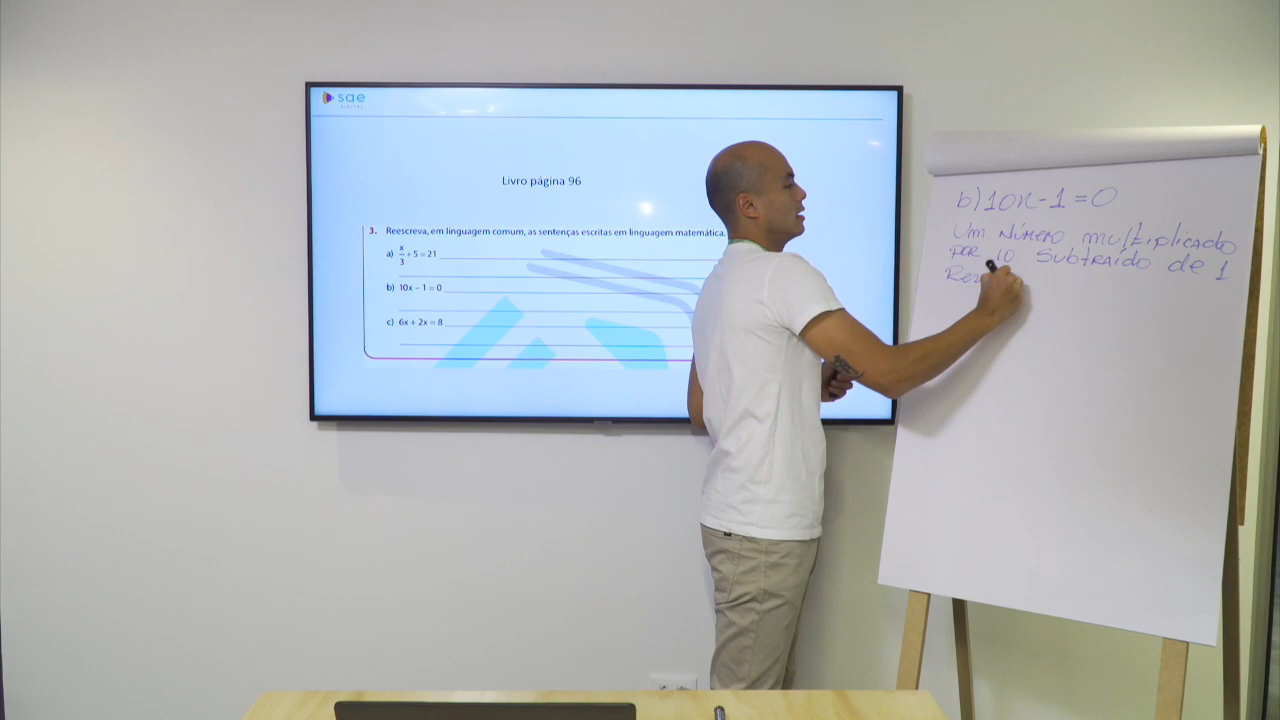 sae
DIGITAL
Livro página 96
3. Reescreva, em linguagem comum, as sentenças escritas em linguagem matemática.
a) x/3 + 5 = 21
b) 10x – 1 = 0
c) 6x + 2x = 8
b) 10x - 1 = 0
Um número multiplicado
por 10 subtraído de 1